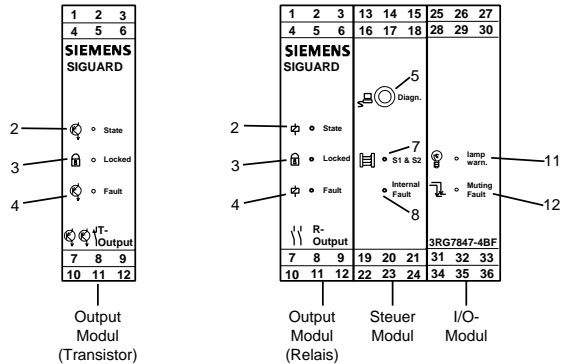 1 2 3
4 5 6
SIEMENS
SIGUARD
2
State
3
Locked
4
Fault
T-
Output
7 8 9
10 11 12
Output
Modul
(Transistor)
1 2 3 13 14 15 25 26 27
4 5 6 16 17 18 28 29 30
SIEMENS
SIGUARD
5
Diagn.
2
State
7
3
Locked
S1 & S2
lamp
warn.
11
4
Fault
Internal
Fault
8
Muting
Fault
12
R-
Output
3RG7847-4BF
7 8 9 19 20 21 31 32 33
10 11 12 22 23 24 34 35 36
Output
Modul
(Relais)
Steuer
Modul
I/O-
Modul